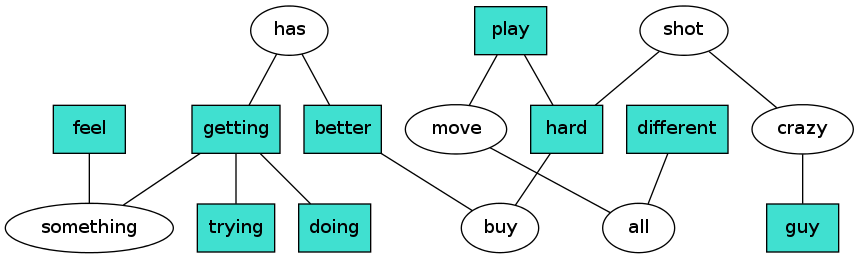 has
play
shot
feel
getting
better
move
hard
different
crazy
something
trying
doing
buy
all
guy